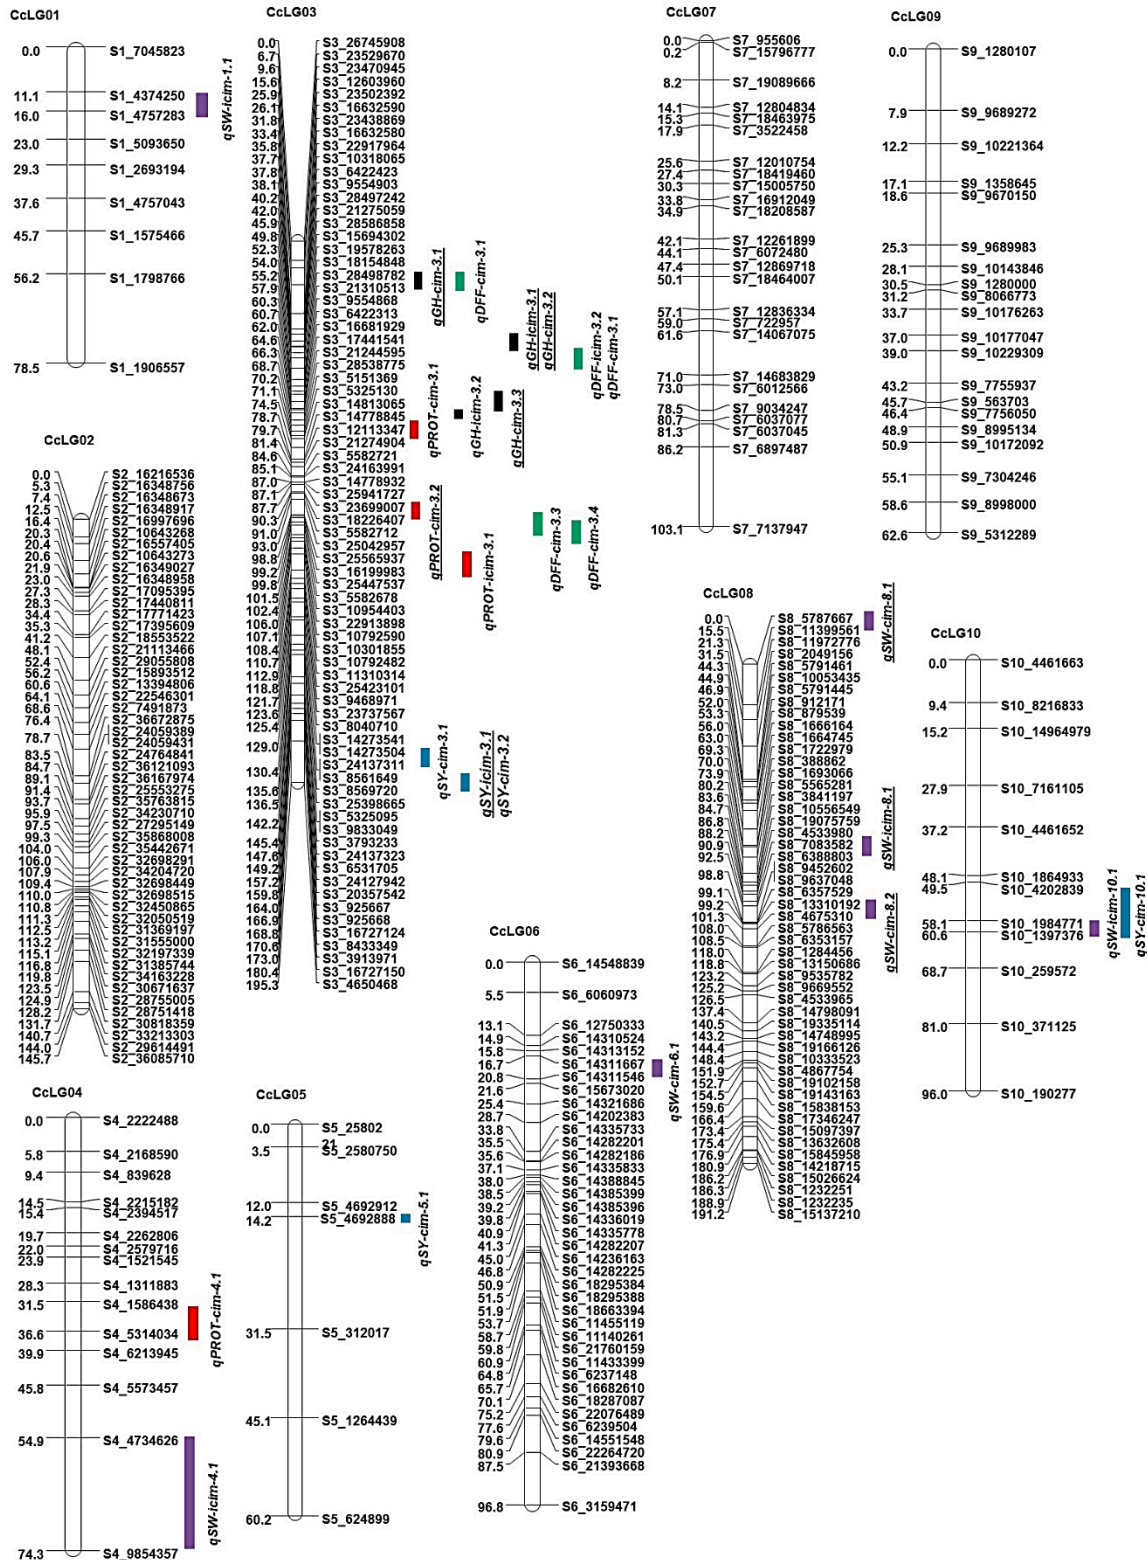 CcLG01
0.0 S1_7045823
11.1 S1_4374250
16.0 S1_4757283
23.0 S1_5093650
29.3 S1_2693194
37.6 S1_4757043
45.7 S1_1575466
56.2 S1_1798766
78.5 S1_1906557
qSW-icim-1.1
CcLG02
0.0 S2_16216536
5.3 S2_16348756
7.4 S2_16348673
12.5 S2_16348917
16.4 S2_16997696
20.3 S2_10643268
20.4 S2_16557405
20.6 S2_10643273
21.9 S2_16349027
23.0 S2_16348958
27.3 S2_17095395
28.3 S2_17440811
34.4 S2_17771423
35.3 S2_17395609
41.2 S2_18553522
48.1 S2_21113466
52.4 S2_29055808
56.2 S2_15893512
60.6 S2_13394806
64.1 S2_22546301
68.6 S2_7491873
76.4 S2_36672875
S2_24059389
78.7 S2_24059431
83.5 S2_24764841
84.7 S2_36121093
89.1 S2_36167974
91.4 S2_25553275
93.7 S2_35763815
95.9 S2_34230710
97.5 S2_27295149
99.3 S2_35868008
104.0 S2_35442671
106.0 S2_32698291
107.9 S2_34204720
109.4 S2_32698449
110.0 S2_32698515
110.8 S2_32450865
111.3 S2_32050519
112.5 S2_31369197
113.2 S2_31555000
115.1 S2_32197339
116.8 S2_31385744
119.8 S2_34163228
123.5 S2_30671637
124.9 S2_28755005
128.2 S2_28751418
131.7 S2_30818359
140.7 S2_33213303
144.0 S2_29614491
145.7 S2_36085710
CcLG03
0.0 S3_26745908
6.7 S3_23529670
9.6 S3_23470945
15.6 S3_12603960
25.9 S3_23502392
26.1 S3_16632590
31.8 S3_23438869
33.4 S3_16632580
35.8 S3_22917964
37.7 S3_10318065
37.8 S3_6422423
38.1 S3_9554903
40.2 S3_28497242
42.0 S3_21275059
45.9 S3_28586858
49.8 S3_15694302
52.3 S3_19578263
54.0 S3_18154848
55.2 S3_28498782
57.9 S3_21310513
60.3 S3_9554868
60.7 S3_6422313
62.0 S3_16681929
64.6 S3_17441541
66.3 S3_21244595
68.7 S3_28538775
70.2 S3_5151369
71.1 S3_5325130
74.5 S3_14813065
78.7 S3_14778845
79.7 S3_12113347
81.4 S3_21274904
84.6 S3_5582721
85.1 S3_24163991
87.0 S3_14778932
87.1 S3_25941727
87.7 S3_23699007
90.3 S3_18226407
91.0 S3_5582712
93.0 S3_25042957
98.8 S3_25565937
99.2 S3_16199983
99.8 S3_25447537
101.5 S3_5582678
102.4 S3_10954403
106.0 S3_22913898
107.1 S3_10792590
108.4 S3_10301855
110.7 S3_10792482
112.9 S3_11310314
118.8 S3_25423101
121.7 S3_9468971
123.6 S3_23737567
125.4 S3_8040710
S3_14273541
129.0 S3_14273504
S3_24137311
130.4 S3_8561649
135.6 S3_8569720
136.5 S3_25398665
S3_5325095
142.2 S3_9833049
145.4 S3_3793233
147.6 S3_24137323
149.2 S3_6531705
157.2 S3_24127942
159.8 S3_20357542
164.0 S3_925667
166.9 S3_925668
168.8 S3_16727124
170.6 S3_8433349
173.0 S3_3913971
180.4 S3_16727150
195.3 S3_4650468
qGH-cim-3.1
qDFF-cim-3.1
qGH-icim-3.1
qGH-cim-3.2
qDFF-icim-3.2
qDFF-cim-3.1
qPROT-cim-3.1
qGH-icim-3.2
qGH-cim-3.3
qPROT-cim-3.2
qPROT-icim-3.1
qDFF-cim-3.3
qDFF-cim-3.4
qSY-cim-3.1
qSY-icim-3.1
qSY-cim-3.2
CcLG04
0.0 S4_2222488
5.8 S4_2168590
9.4 S4_839628
14.5 S4_2215182
15.4 S4_2394517
19.7 S4_2262806
22.0 S4_2579716
23.9 S4_1521545
28.3 S4_1311883
31.5 S4_1586438
36.6 S4_5314034
39.9 S4_6213945
45.8 S4_5573457
54.9 S4_4734626
74.3 S4_9854357
qPROT-cim-4.1
qSW-icim-4.1
CcLG05
0.0 S5_25802
21
3.5 S5_2580750
12.0 S5_4692912
14.2 S5_4692888
31.5 S5_312017
45.1 S5_1264439
60.2 S5_624899
qSY-cim-5.1
CcLG06
0.0 S6_14548839
5.5 S6_6060973
13.1 S6_12750333
14.9 S6_14310524
15.8 S6_14313152
16.7 S6_14311667
20.8 S6_14311546
21.6 S6_15673020
25.4 S6_14321686
28.7 S6_14202383
33.8 S6_14335733
35.5 S6_14282201
35.6 S6_14282186
37.1 S6_14335833
38.0 S6_14388845
38.5 S6_14385399
39.2 S6_14385396
39.8 S6_14336019
40.9 S6_14335778
41.3 S6_14282207
45.0 S6_14236163
46.8 S6_14282225
50.9 S6_18295384
51.5 S6_18295388
51.9 S6_18663394
53.7 S6_11455119
58.7 S6_11140261
59.8 S6_21760159
60.9 S6_11433399
64.8 S6_6237148
65.7 S6_16682610
70.1 S6_18287087
75.2 S6_22076489
77.6 S6_6239504
79.6 S6_14551548
80.9 S6_22264720
87.5 S6_21393668
96.8 S6_3159471
qSW-cim-6.1
CcLG07
0.0 S7_955606
0.2 S7_15796777
8.2 S7_19089666
14.1 S7_12804834
15.3 S7_18463975
17.9 S7_3522458
25.6 S7_12010754
27.4 S7_18419460
30.3 S7_15005750
33.8 S7_16912049
34.9 S7_18208587
42.1 S7_12261899
44.1 S7_6072480
47.4 S7_12869718
50.1 S7_18464007
57.1 S7_12836334
59.0 S7_722957
61.6 S7_14067075
71.0 S7_14683829
73.0 S7_6012566
78.5 S7_9034247
80.7 S7_6037077
81.3 S7_6037045
86.2 S7_6897487
103.1 S7_7137947
CcLG08
0.0 S8_5787667
15.5 S8_11399561
21.3 S8_11972776
31.5 S8_2049156
44.3 S8_5791461
44.9 S8_10053435
46.9 S8_5791445
52.0 S8_912171
53.3 S8_879539
56.0 S8_1666164
63.0 S8_1664745
69.3 S8_1722979
70.0 S8_388862
73.9 S8_1693066
80.2 S8_5565281
83.6 S8_3841197
84.7 S8_10556549
86.8 S8_19075759
88.2 S8_4533980
90.9 S8_7083582
92.5 S8_6388803
S8_9452602
98.8 S8_9637048
99.1 S8_6357529
99.2 S8_13310192
101.3 S8_4675310
108.0 S8_5786563
108.5 S8_6353157
118.0 S8_1284456
118.8 S8_13150686
123.2 S8_9535782
125.2 S8_9669552
126.5 S8_4533965
137.4 S8_14798091
140.5 S8_19335114
143.2 S8_14748995
144.4 S8_19166126
148.4 S8_10333523
151.9 S8_4867754
152.7 S8_19102158
154.5 S8_19143163
159.6 S8_15838153
166.4 S8_17346247
173.4 S8_15097397
175.4 S8_13632608
176.9 S8_15845958
180.9 S8_14218715
186.2 S8_15026624
186.3 S8_1232251
188.9 S8_1232235
191.2 S8_15137210
qSW-cim-8.1
qSW-icim-8.1
qSW-cim-8.2
CcLG09
0.0 S9_1280107
7.9 S9_9689272
12.2 S9_10221364
17.1 S9_1358645
18.6 S9_9670150
25.3 S9_9689983
28.1 S9_10143846
30.5 S9_1280000
31.2 S9_8066773
33.7 S9_10176263
37.0 S9_10177047
39.0 S9_10229309
43.2 S9_7755937
45.7 S9_563703
46.4 S9_7756050
48.9 S9_8995134
50.9 S9_10172092
55.1 S9_7304246
58.6 S9_8998000
62.6 S9_5312289
CcLG10
0.0 S10_4461663
9.4 S10_8216833
15.2 S10_14964979
27.9 S10_7161105
37.2 S10_4461652
48.1 S10_1864933
49.5 S10_4202839
58.1 S10_1984771
60.6 S10_1397376
68.7 S10_259572
81.0 S10_371125
96.0 S10_190277
qSW-icim-10.1
qSY-cim-10.1